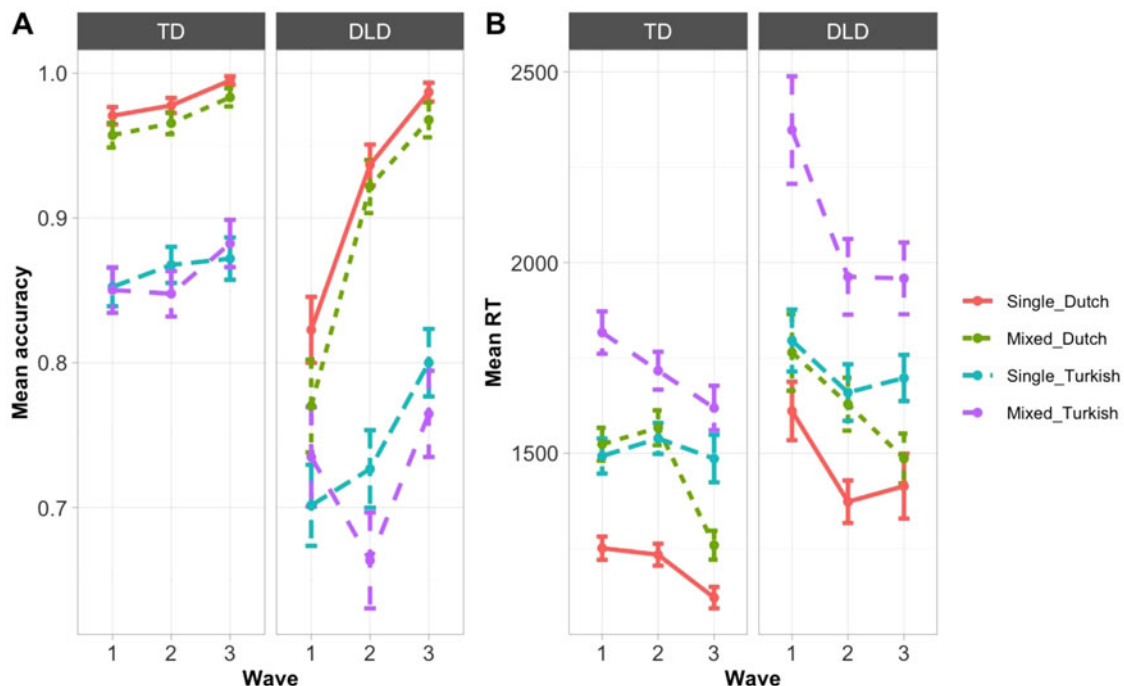 A
TD
DLD
Mean accuracy
1.0
0.9
0.8
0.7
1
2
3
1
2
3
Wave
B
TD
DLD
Mean RT
2500
2000
1500
1
2
3
1
2
3
Wave
Single_Dutch
Mixed_Dutch
Single_Turkish
Mixed_Turkish